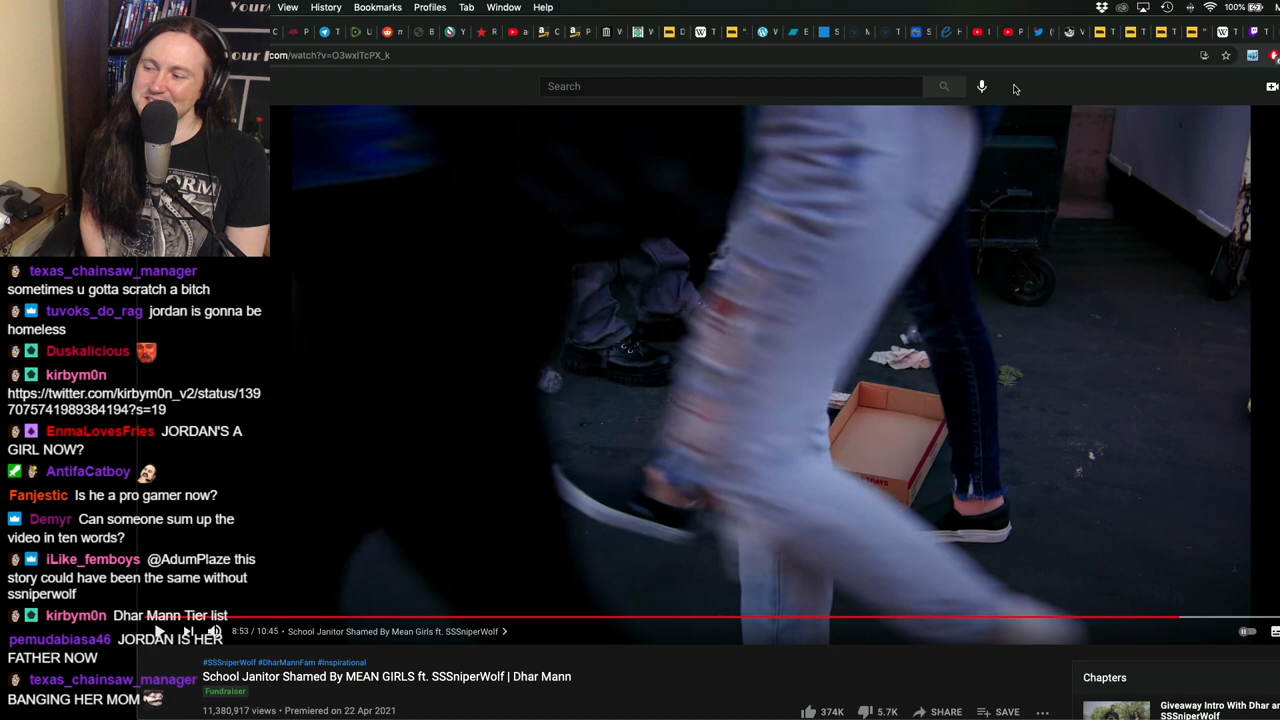 View History Bookmarks Profiles Tab Window Help 100%
com/watch?v=O3wxITcPX_k
Search
texas_chainsaw_manager
sometimes u gotta scratch a bitch
tuvoks_do_rag jordan is gonna be
homeless
Duskalicious
kirbym0n
https://twitter.com/kirbym0n_v2/status/139
7075741989384194?s=19
EnmaLovesFries JORDAN'S A
GIRL NOW?
AntifaCatboy
Fanjestic Is he a pro gamer now?
Demyr Can someone sum up the
video in ten words?
iLike_femboys @AdumPlaze this
story could have been the same without
ssniperwolf
kirbym0n Dhar Mann Tier list
pemudabiasa46 JORDAN IS HER
FATHER NOW
texas_chainsaw_manager
BANGING HER MOM
8:53 / 10:45 • School Janitor Shamed By Mean Girls ft. SSSniperWolf
#SSSniperWolf #DharMannFam #Inspirational
School Janitor Shamed By MEAN GIRLS ft. SSSniperWolf | Dhar Mann
Fundraiser
11,380,917 views • Premiered on 22 Apr 2021
374K 5.7K SHARE SAVE
Chapters
Giveaway Intro With Dhar an
SSSniperWolf